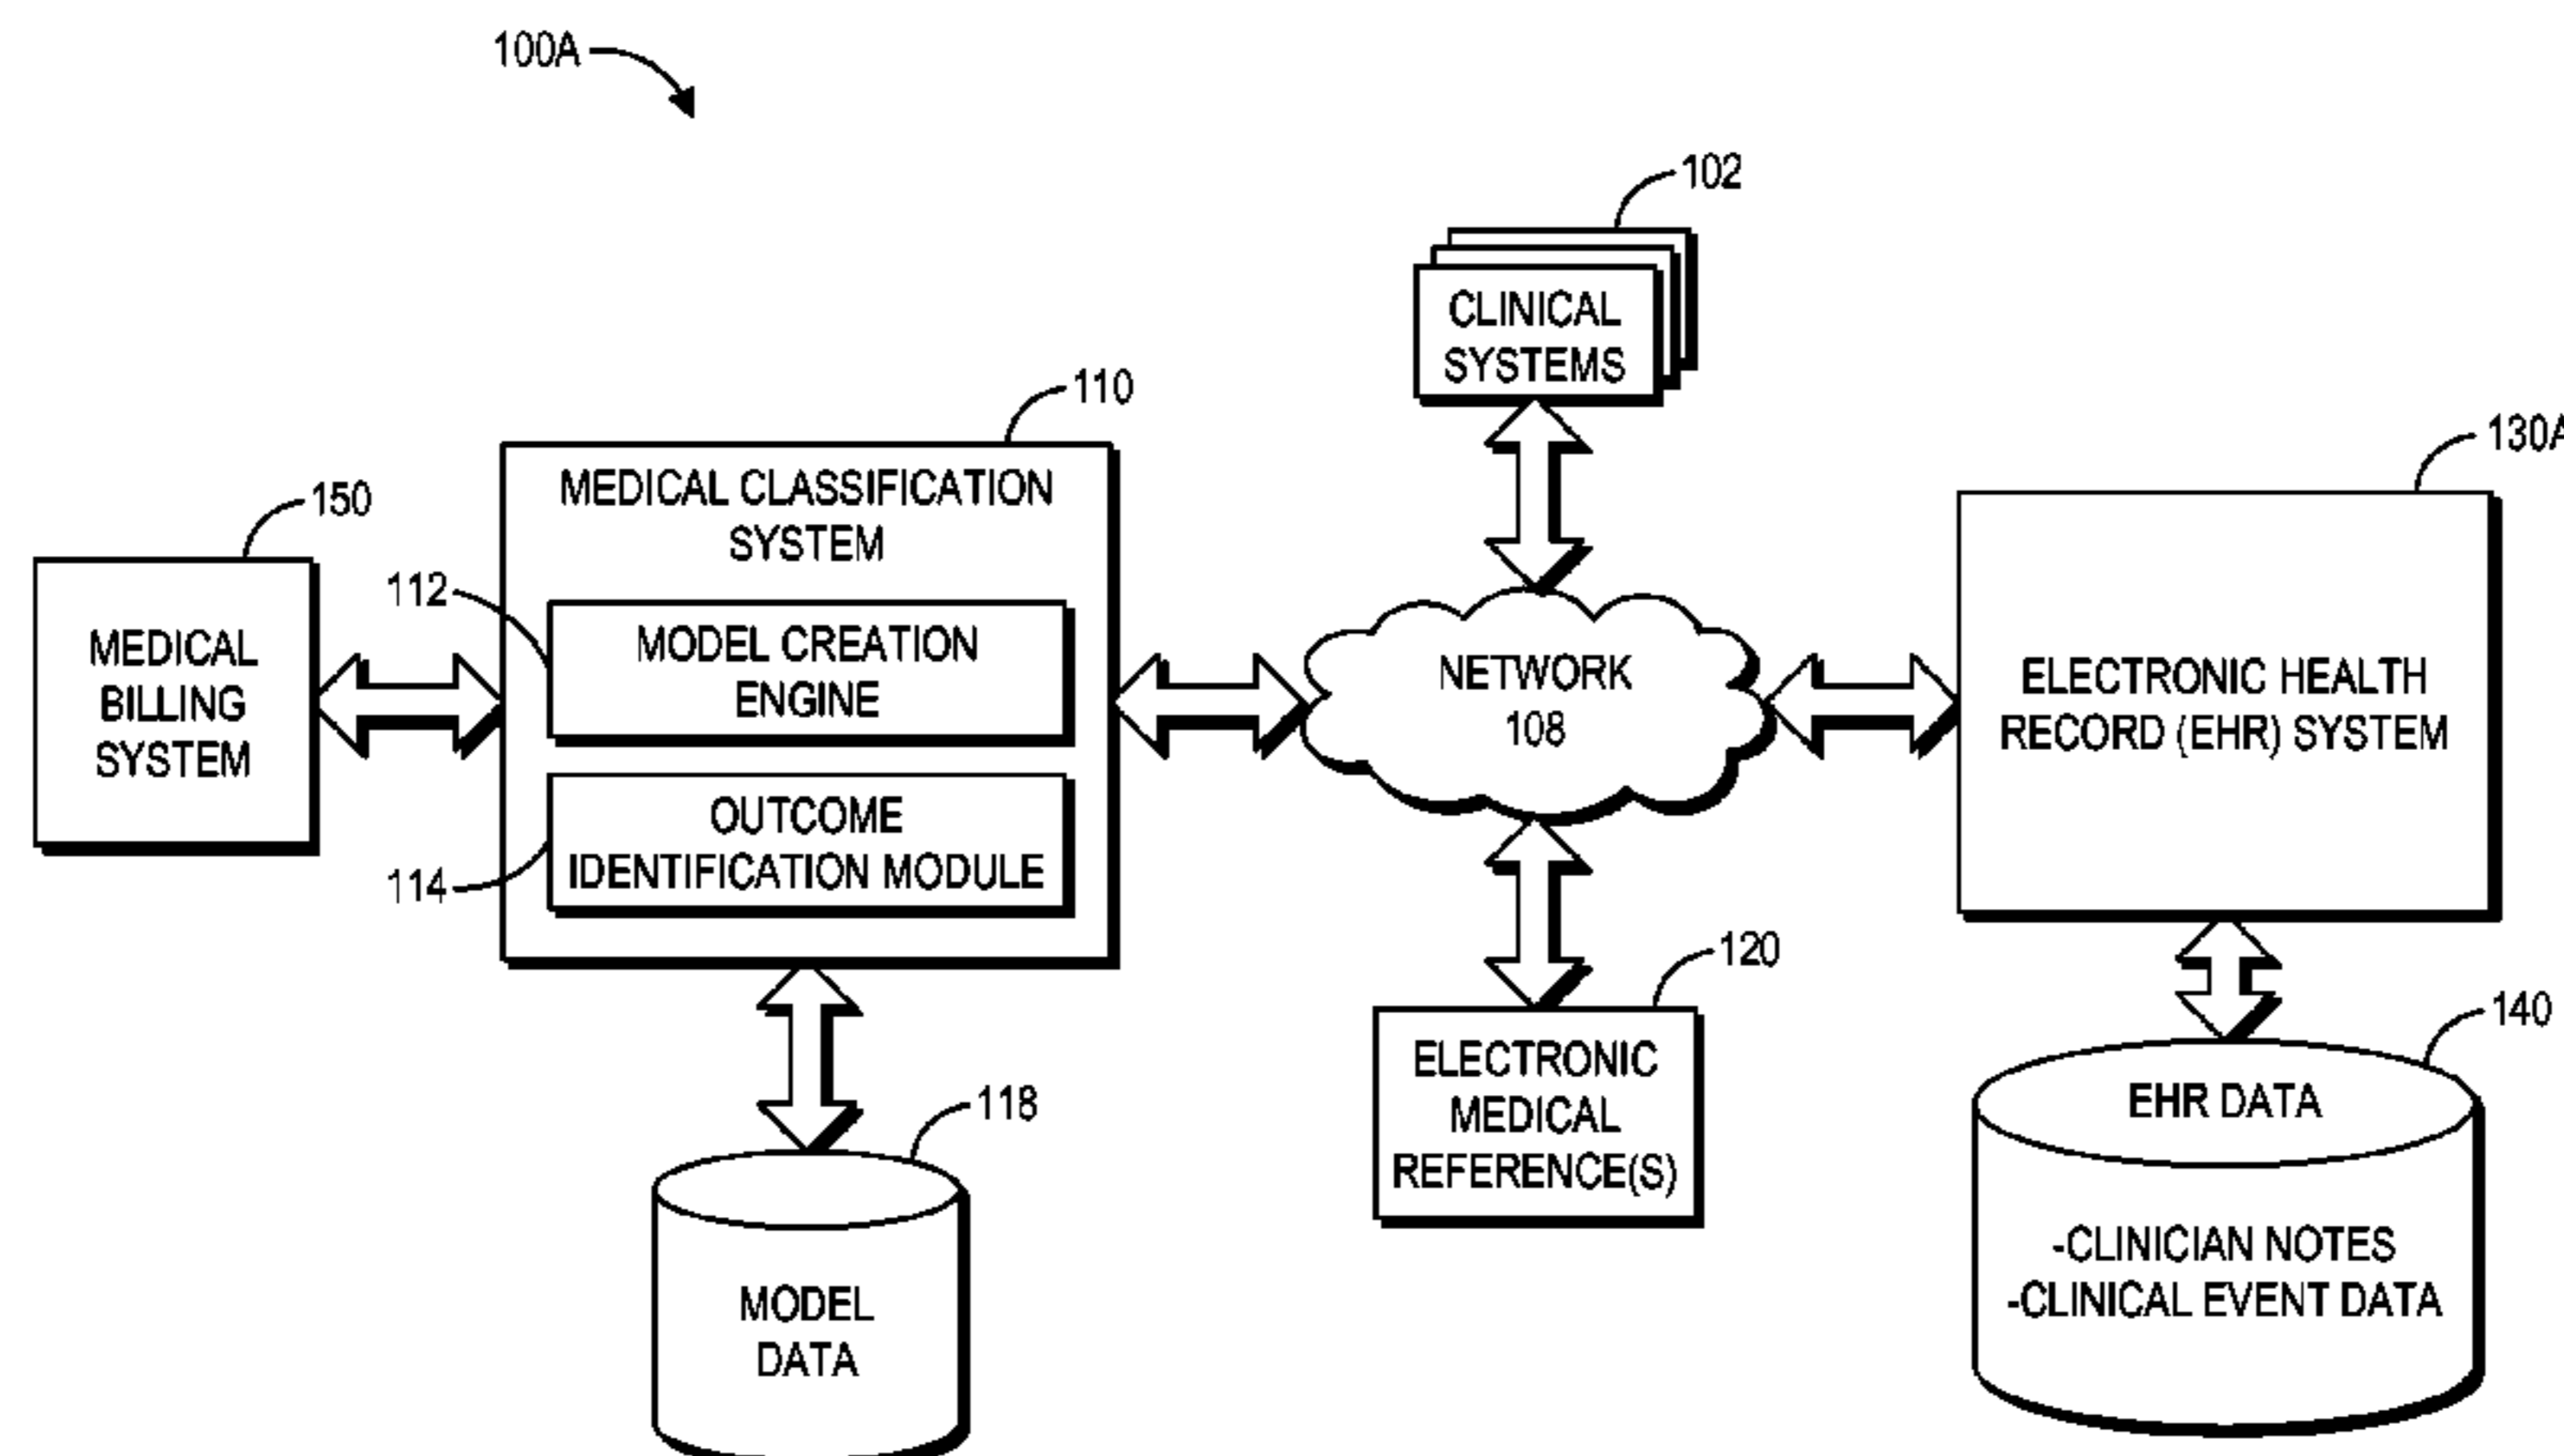 100A
102
CLINICAL
SYSTEMS
110
MEDICAL CLASSIFICATION
SYSTEM
112
MODEL CREATION
ENGINE
114
OUTCOME
IDENTIFICATION MODULE
150
MEDICAL
BILLING
SYSTEM
NETWORK
108
130A
ELECTRONIC HEALTH
RECORD (EHR) SYSTEM
120
ELECTRONIC
MEDICAL
REFERENCE(S)
118
MODEL
DATA
140
EHR DATA
-CLINICIAN NOTES
-CLINICAL EVENT DATA